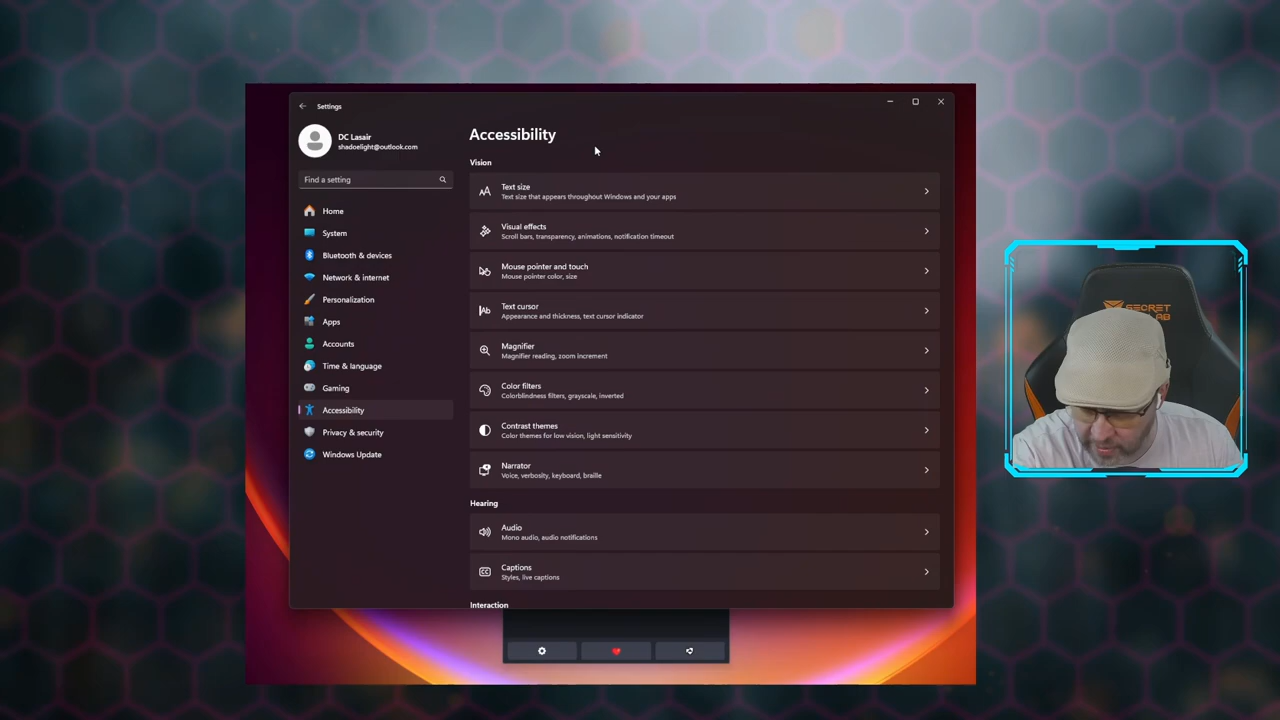 Settings
DC Lasair
shadoelight@outlook.com
Find a setting
Home
System
Bluetooth & devices
Network & internet
Personalization
Apps
Accounts
Time & language
Gaming
Accessibility
Privacy & security
Windows Update
Accessibility
Vision
Text size
Text size that appears throughout Windows and your apps
Visual effects
Scroll bars, transparency, animations, notification timeout
Mouse pointer and touch
Mouse pointer color, size
Text cursor
Appearance and thickness, text cursor indicator
Magnifier
Magnifier reading, zoom increment
Color filters
Colorblindness filters, grayscale, inverted
Contrast themes
Color themes for low vision, light sensitivity
Narrator
Voice, verbosity, keyboard, braille
Hearing
Audio
Mono audio, audio notifications
Captions
Styles, live captions
Interaction
SECRET
LAB